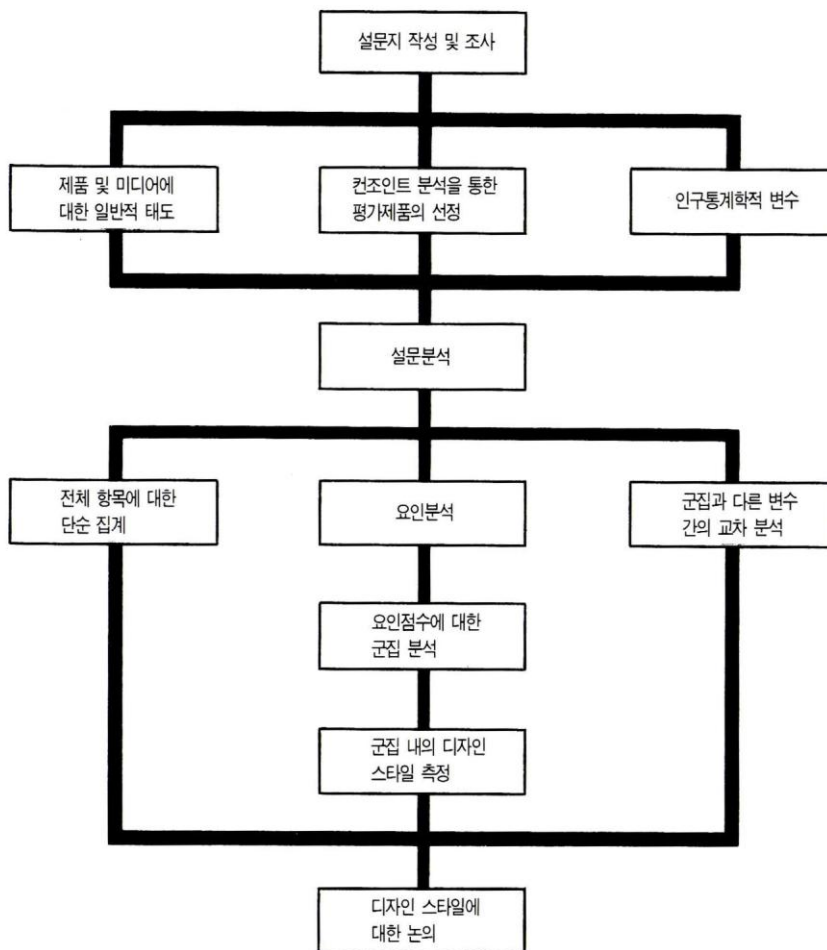 설문지 작성 및 조사
제품 및 미디어에
대한 일반적 태도
컨조인트 분석을 통한
평가제품의 선정
인구통계학적 변수
설문분석
전체 항목에 대한
단순 집계
요인분석
군집과 다른 변수
간의 교차 분석
요인점수에 대한
군집 분석
군집 내의 디자인
스타일 측정
디자인 스타일에
대한 논의